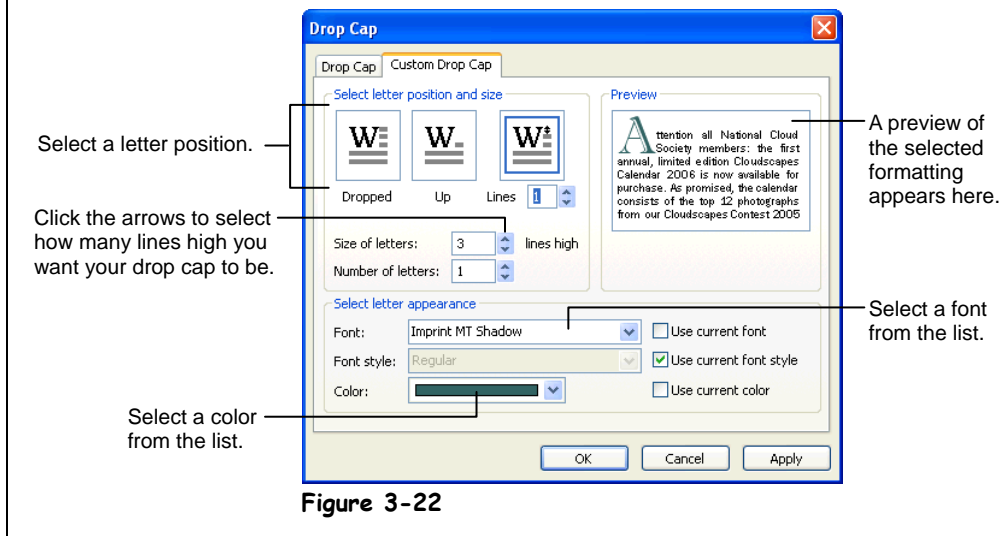 Drop Cap
Drop Cap
Custom Drop Cap
Select letter position and size
Preview
W
W
W
Dropped
Up
Lines
1
Attention all National Cloud
Society members: the first
annual, limited edition Cloudscapes
Calendar 2006 is now available for
purchase. As promised, the calendar
consists of the top 12 photographs
from our Cloudscapes Contest 2005
Size of letters:
3
lines high
Number of letters:
1
Select letter appearance
Font:
Imprint MT Shadow
Use current font
Font style:
Regular
Use current font style
Color:
Use current color
OK
Cancel
Apply
Select a letter position.
Click the arrows to select
how many lines high you
want your drop cap to be.
Select a color
from the list.
A preview of
the selected
formatting
appears here.
Select a font
from the list.
Figure 3-22